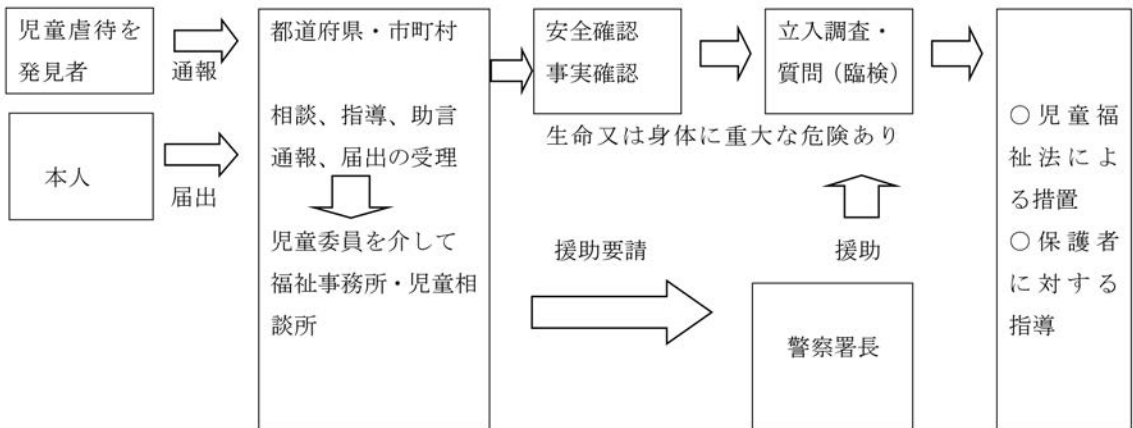 児童虐待を
発見者
通報
本人
届出
都道府県・市町村
相談、指導、助言
通報、届出の受理
児童委員を介して
福祉事務所・児童相
談所
安全確認
事実確認
立入調査・
質問（臨検）
生命又は身体に重大な危険あり
援助要請
援助
警察署長
○児童福
祉法によ
る措置
○保護者
に対する
指導